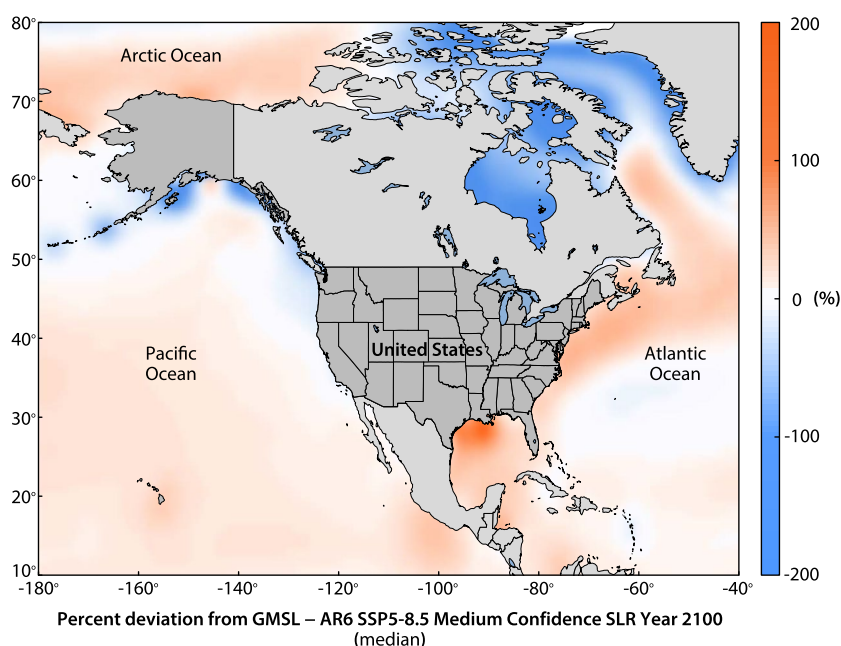 80°
70°
60°
50°
40°
30°
20°
10°
-180°
-160°
-140°
-120°
-100°
-80°
-60°
-40°
Arctic Ocean
Pacific
Ocean
United States
Atlantic
Ocean
200
100
0 (%)
-100
-200
Percent deviation from GMSL – AR6 SSP5-8.5 Medium Confidence SLR Year 2100
(median)